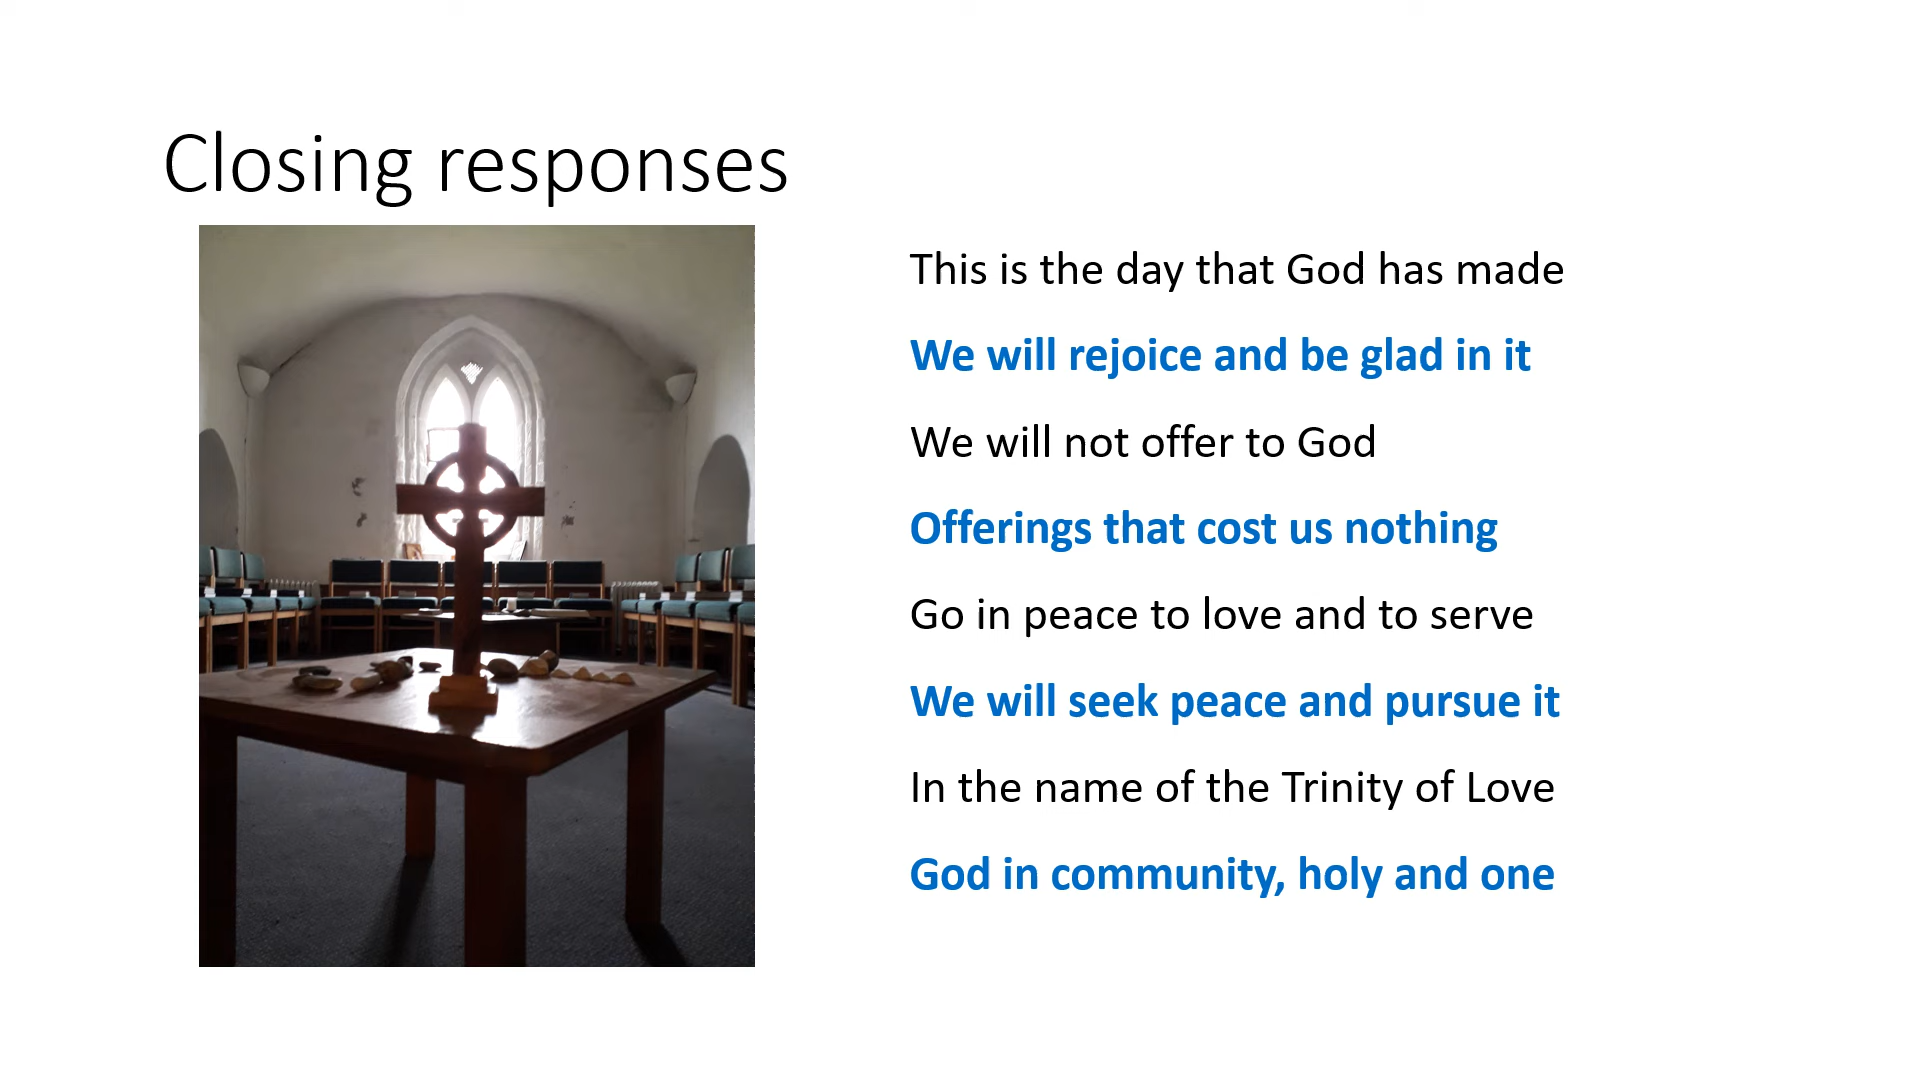 Closing responses
This is the day that God has made
We will rejoice and be glad in it
We will not offer to God
Offerings that cost us nothing
Go in peace to love and to serve
We will seek peace and pursue it
In the name of the Trinity of Love
God in community, holy and one